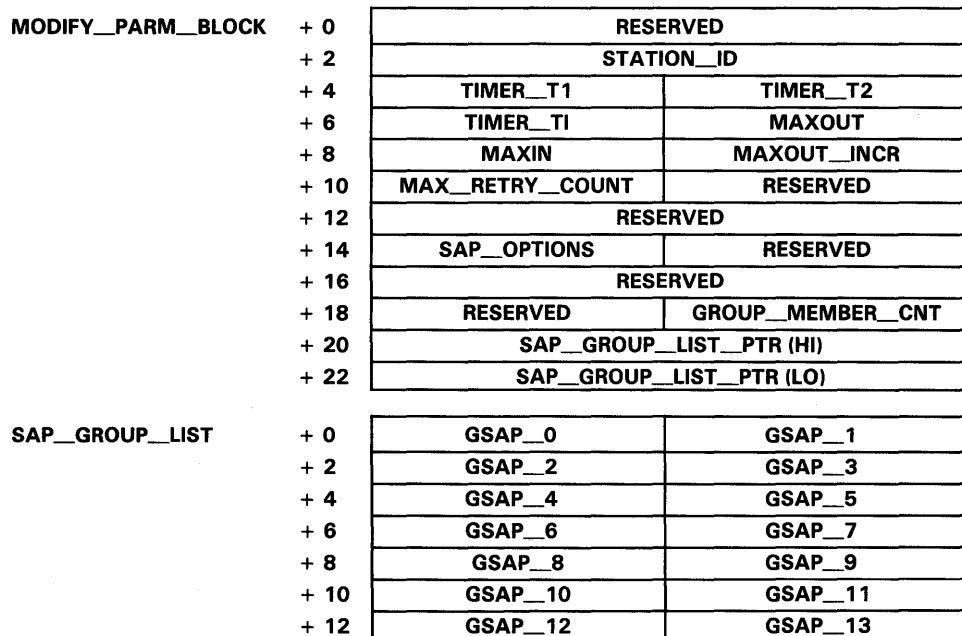 MODIFY__PARM__BLOCK + 0 RESERVED
+ 2 STATION__ID
+ 4 TIMER__T1 TIMER__T2
+ 6 TIMER__TI MAXOUT
+ 8 MAXIN MAXOUT__INCR
+ 10 MAX__RETRY__COUNT RESERVED
+ 12 RESERVED
+ 14 SAP__OPTIONS RESERVED
+ 16 RESERVED
+ 18 RESERVED GROUP__MEMBER__CNT
+ 20 SAP__GROUP__LIST__PTR (HI)
+ 22 SAP__GROUP__LIST__PTR (LO)
SAP__GROUP__LIST + 0 GSAP__0 GSAP__1
+ 2 GSAP__2 GSAP__3
+ 4 GSAP__4 GSAP__5
+ 6 GSAP__6 GSAP__7
+ 8 GSAP__8 GSAP__9
+ 10 GSAP__10 GSAP__11
+ 12 GSAP__12 GSAP__13